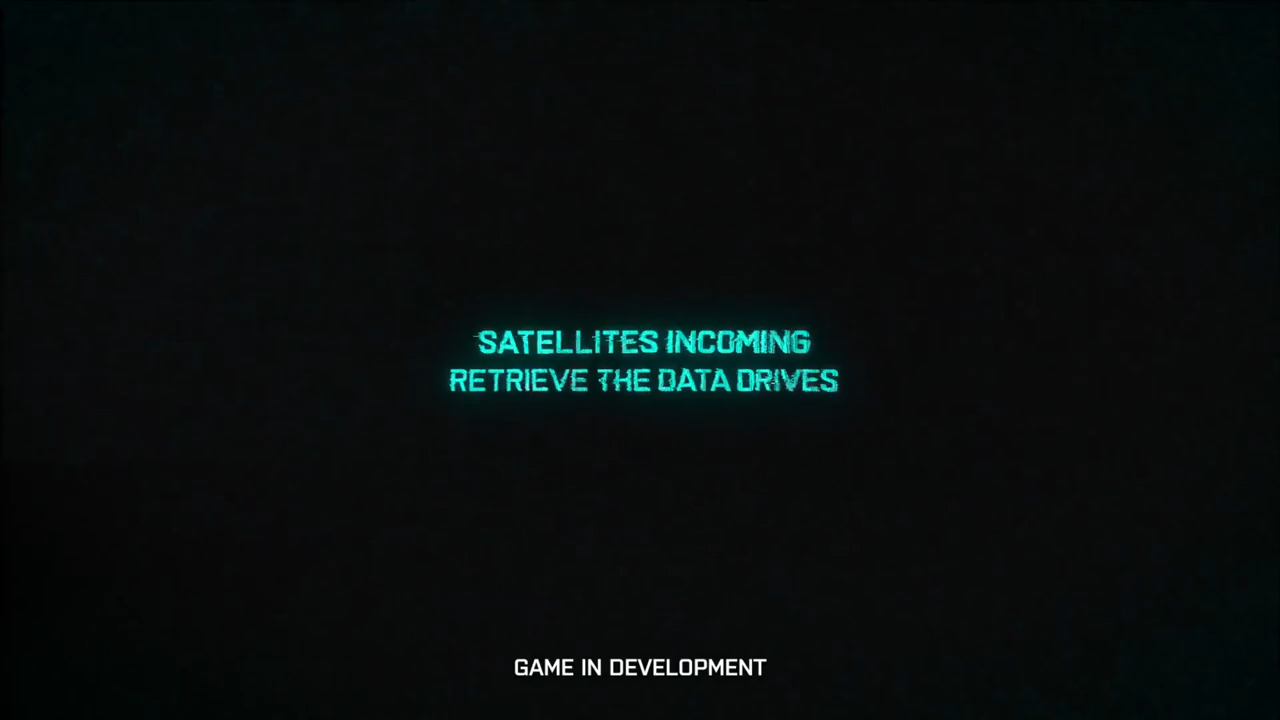 SATELLITES INCOMING
RETRIEVE THE DATA DRIVES
GAME IN DEVELOPMENT